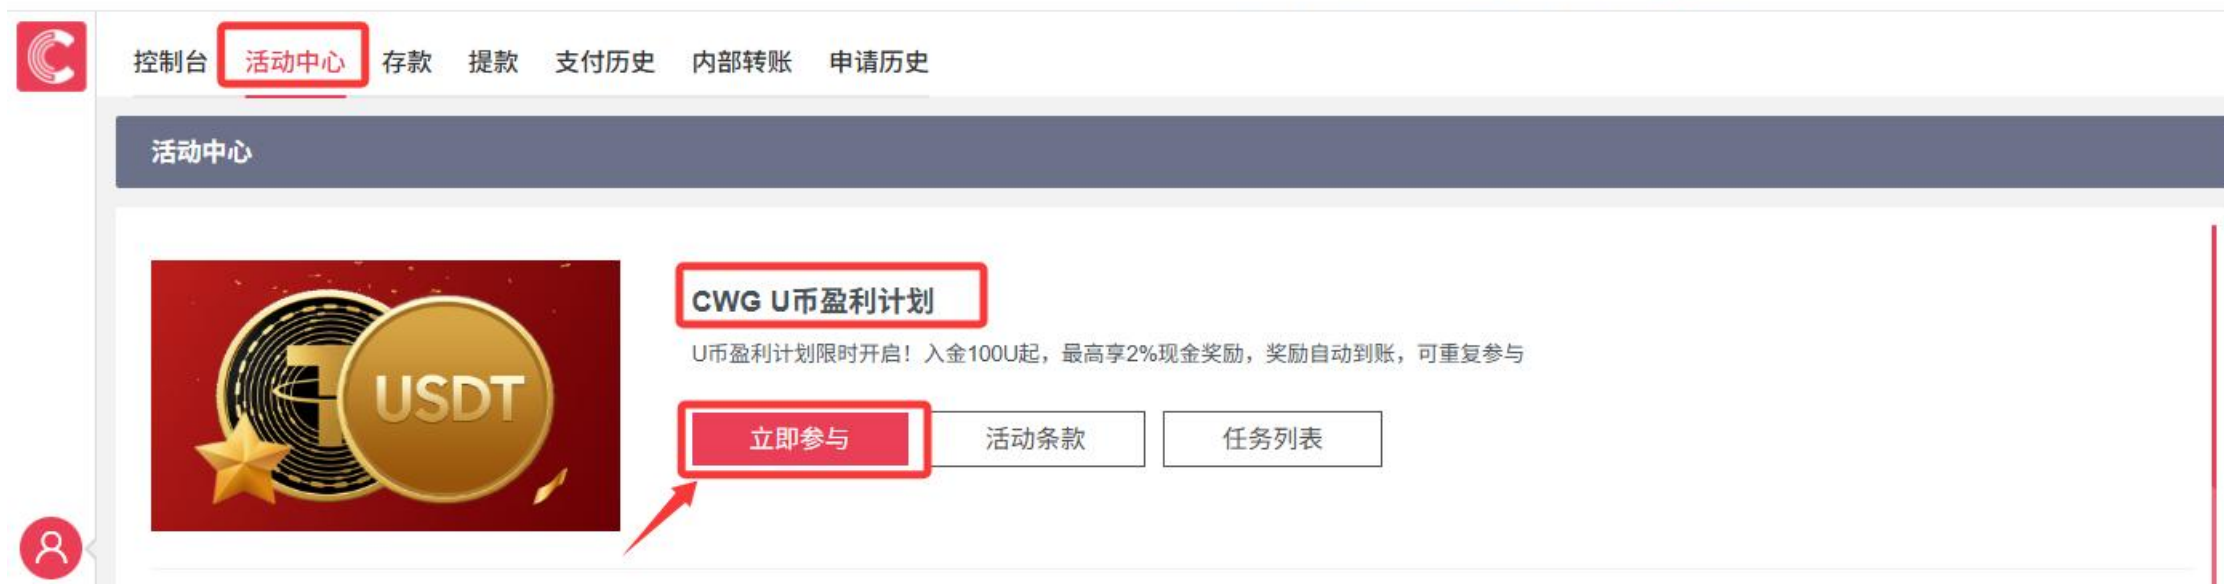 控制台 活动中心 存款 提款 支付历史 内部转账 申请历史
活动中心
USDT
CWG U币盈利计划
U币盈利计划限时开启！入金100U起，最高享2%现金奖励，奖励自动到账，可重复参与
立即参与 活动条款 任务列表